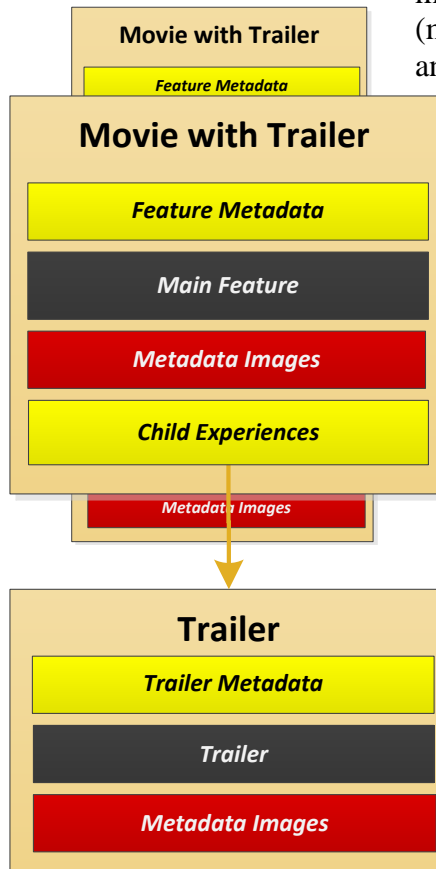 Movie with Trailer
Feature Metadata
Movie with Trailer
Feature Metadata
Main Feature
Metadata Images
Child Experiences
Metadata Images
Trailer
Trailer Metadata
Trailer
Metadata Images